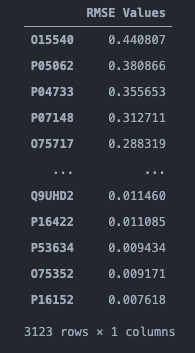 RMSE Values
O15540 0.440807
P05062 0.380866
P04733 0.355653
P07148 0.312711
O75717 0.288319
... ...
Q9UHD2 0.011460
P16422 0.011085
P53634 0.009434
O75352 0.009171
P16152 0.007618
3123 rows × 1 columns